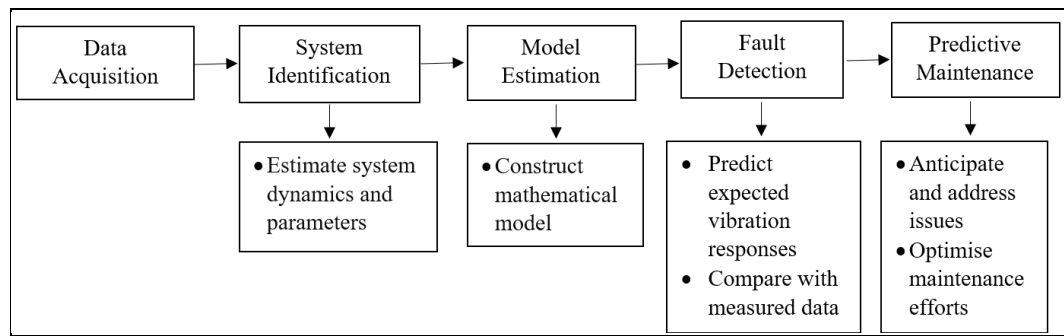 Data
Acquisition
System
Identification
Model
Estimation
Fault
Detection
Predictive
Maintenance
• Estimate system
dynamics and
parameters
• Construct
mathematical
model
• Predict
expected
vibration
responses
• Compare with
measured data
• Anticipate
and address
issues
• Optimise
maintenance
efforts